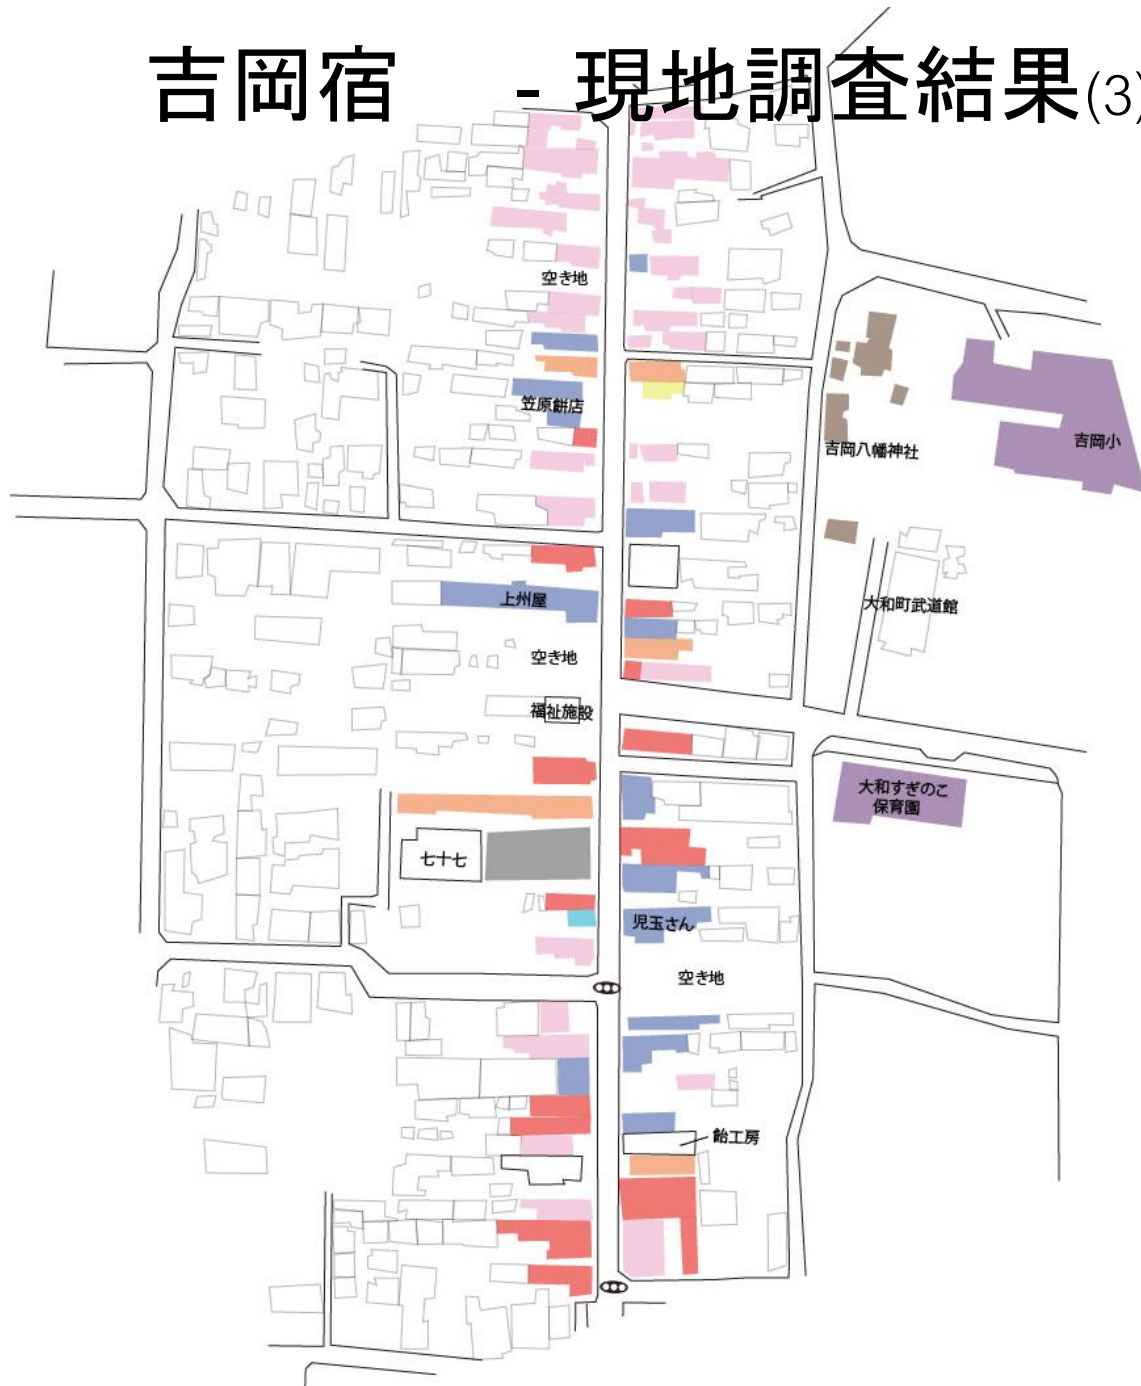 吉岡宿 - 現地調査結果(3)
空き地
笠原餅店
吉岡八幡神社
吉岡小
上州屋
大和町武道館
空き地
福祉施設
大和すぎのこ
保育園
七十七
児玉さん
空き地
飴工房